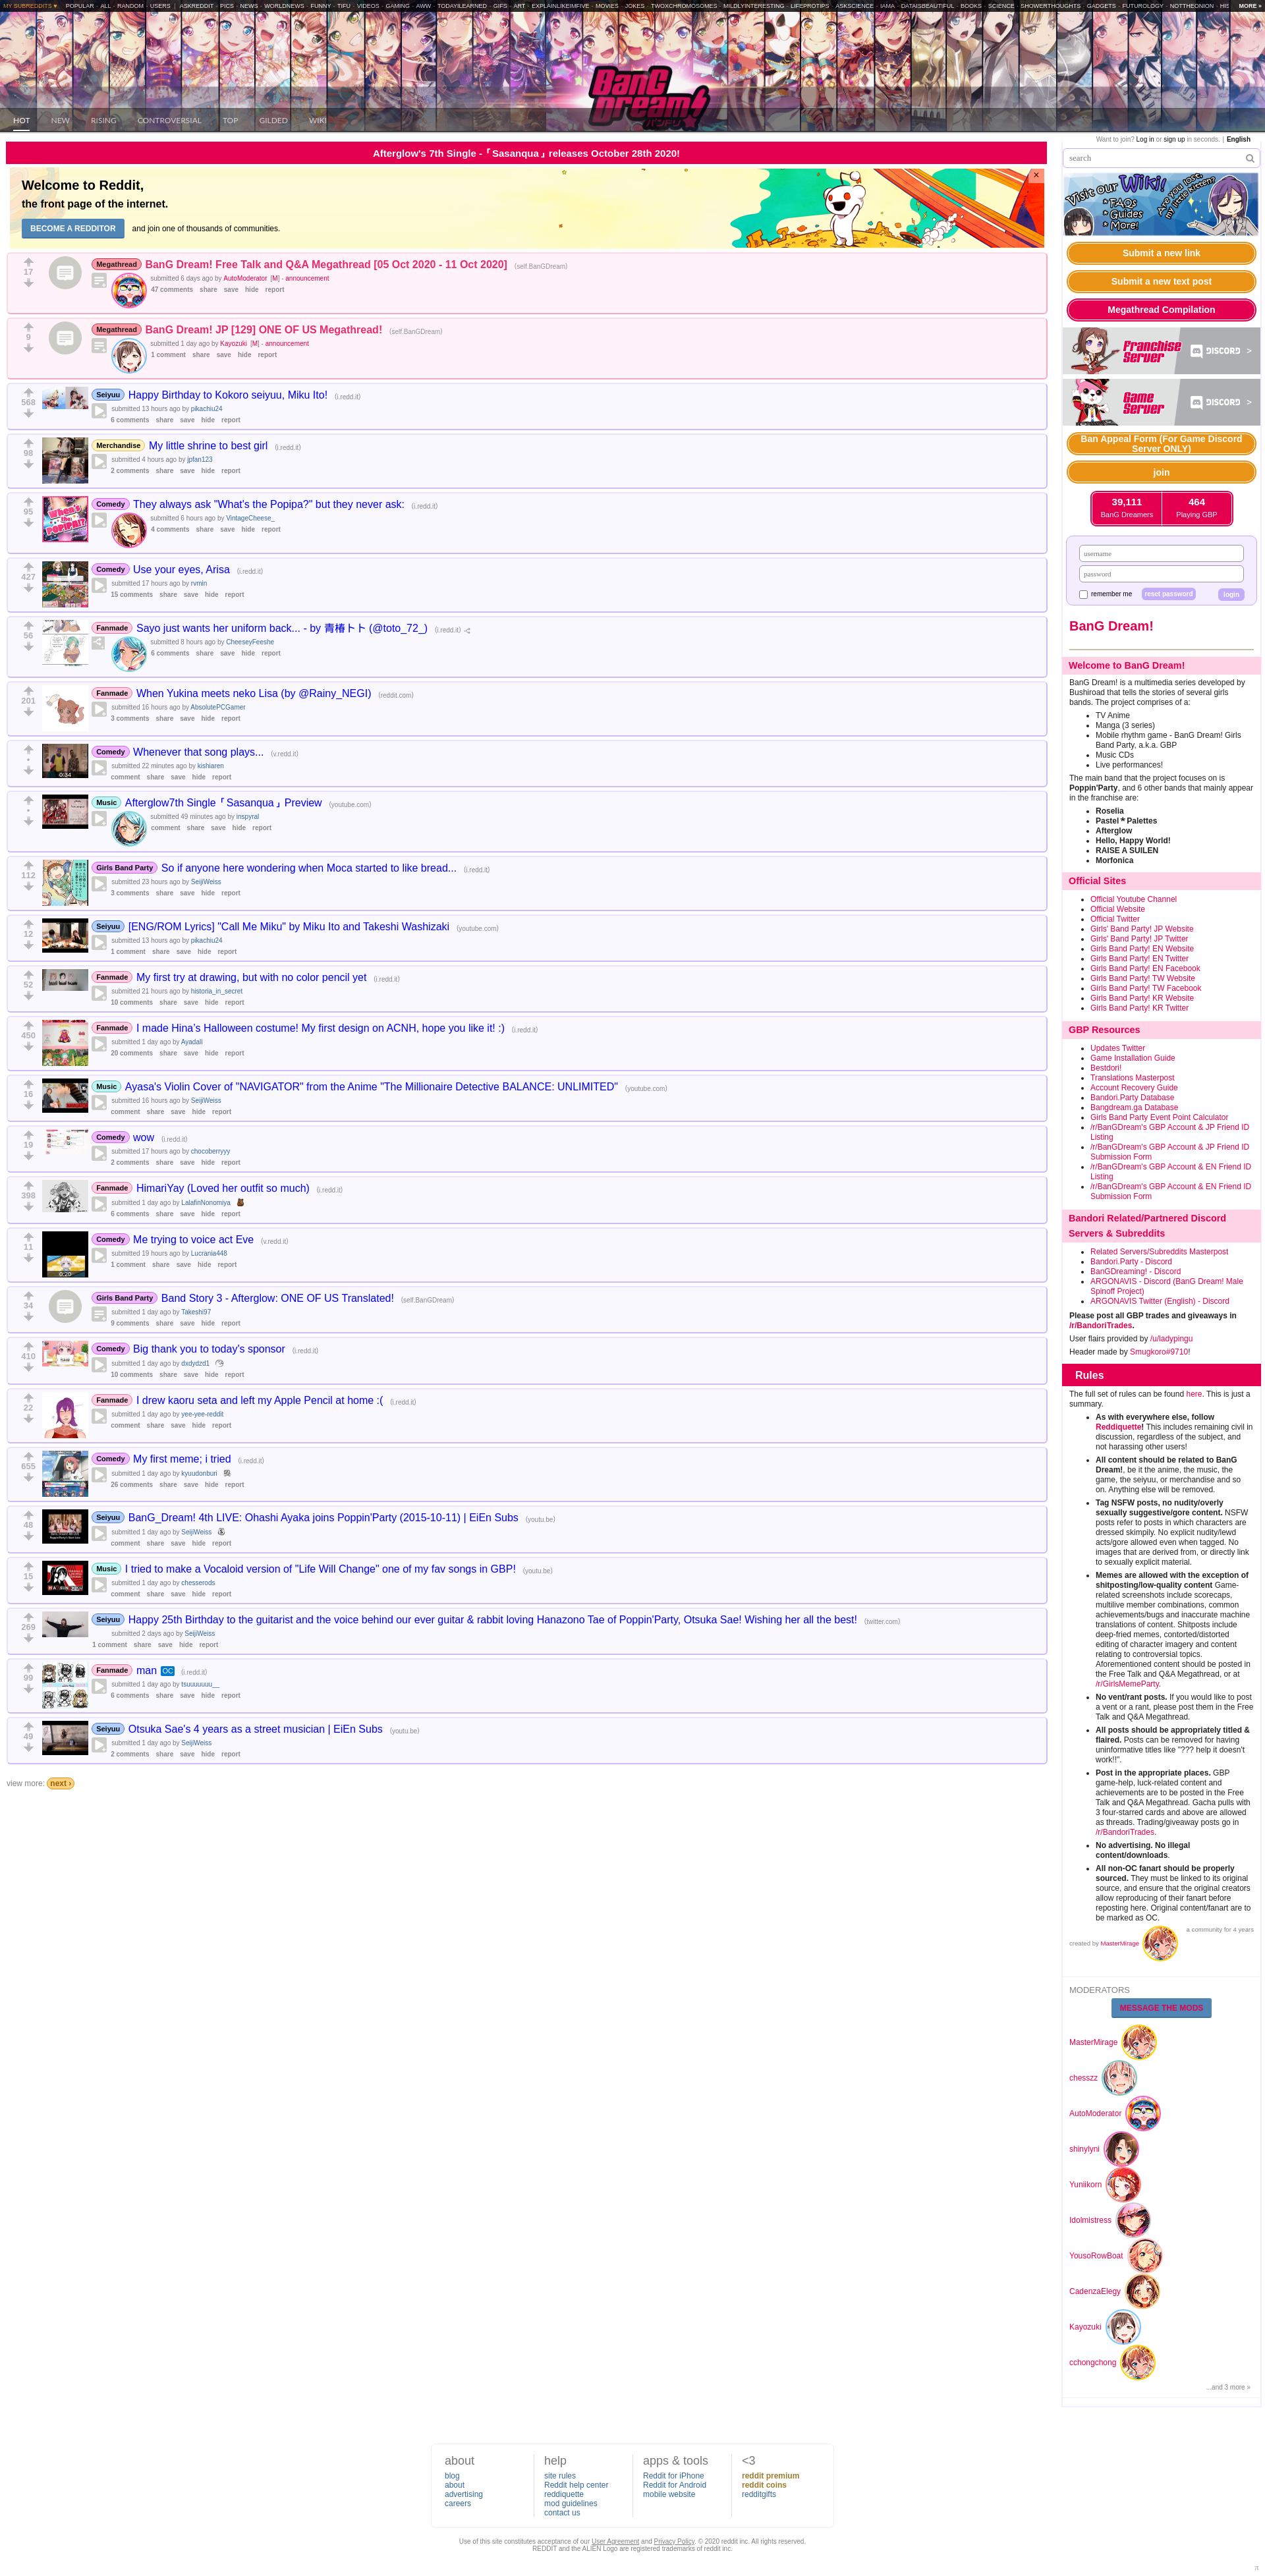 MY SUBREDDITS ▾ POPULAR - ALL - RANDOM - USERS | ASKREDDIT - PICS - NEWS - WORLDNEWS - FUNNY - TIFU - VIDEOS - GAMING - AWW - TODAYILEARNED - GIFS - ART - EXPLAINLIKEIMFIVE - MOVIES - JOKES - TWOXCHROMOSOMES - MILDLYINTERESTING - LIFEPROTIPS - ASKSCIENCE - IAMA - DATAISBEAUTIFUL - BOOKS - SCIENCE - SHOWERTHOUGHTS - GADGETS - FUTUROLOGY - NOTTHEONION - HIS MORE »
BanG Dream!
HOT NEW RISING CONTROVERSIAL TOP GILDED WIKI
Want to join? Log in or sign up in seconds. | English
Afterglow's 7th Single -「Sasanqua」releases October 28th 2020!
Welcome to Reddit,
the front page of the internet.
BECOME A REDDITOR and join one of thousands of communities.
×
17
Megathread BanG Dream! Free Talk and Q&A Megathread [05 Oct 2020 - 11 Oct 2020] (self.BanGDream)
submitted 6 days ago by AutoModerator [M] - announcement
47 comments share save hide report
9
Megathread BanG Dream! JP [129] ONE OF US Megathread! (self.BanGDream)
submitted 1 day ago by Kayozuki [M] - announcement
1 comment share save hide report
568
Seiyuu Happy Birthday to Kokoro seiyuu, Miku Ito! (i.redd.it)
submitted 13 hours ago by pikachiu24
6 comments share save hide report
98
Merchandise My little shrine to best girl (i.redd.it)
submitted 4 hours ago by jpfan123
2 comments share save hide report
95
Comedy They always ask "What's the Popipa?" but they never ask: (i.redd.it)
submitted 6 hours ago by VintageCheese_
4 comments share save hide report
427
Comedy Use your eyes, Arisa (i.redd.it)
submitted 17 hours ago by rvmin
15 comments share save hide report
56
Fanmade Sayo just wants her uniform back... - by 青椿トト (@toto_72_) (i.redd.it)
submitted 8 hours ago by CheeseyFeeshe
6 comments share save hide report
201
Fanmade When Yukina meets neko Lisa (by @Rainy_NEGI) (reddit.com)
submitted 16 hours ago by AbsolutePCGamer
3 comments share save hide report
•
0:34
Comedy Whenever that song plays... (v.redd.it)
submitted 22 minutes ago by kishiaren
comment share save hide report
•
Music Afterglow7th Single「Sasanqua」Preview (youtube.com)
submitted 49 minutes ago by inspyral
comment share save hide report
112
Girls Band Party So if anyone here wondering when Moca started to like bread... (i.redd.it)
submitted 23 hours ago by SeijiWeiss
3 comments share save hide report
12
Seiyuu [ENG/ROM Lyrics] "Call Me Miku" by Miku Ito and Takeshi Washizaki (youtube.com)
submitted 13 hours ago by pikachiu24
1 comment share save hide report
52
Fanmade My first try at drawing, but with no color pencil yet (i.redd.it)
submitted 21 hours ago by historia_in_secret
10 comments share save hide report
450
Fanmade I made Hina's Halloween costume! My first design on ACNH, hope you like it! :) (i.redd.it)
submitted 1 day ago by Ayadali
20 comments share save hide report
16
Music Ayasa's Violin Cover of "NAVIGATOR" from the Anime "The Millionaire Detective BALANCE: UNLIMITED" (youtube.com)
submitted 16 hours ago by SeijiWeiss
comment share save hide report
19
Comedy wow (i.redd.it)
submitted 17 hours ago by chocoberryyy
2 comments share save hide report
398
Fanmade HimariYay (Loved her outfit so much) (i.redd.it)
submitted 1 day ago by LalafinNonomiya
6 comments share save hide report
11
0:20
Comedy Me trying to voice act Eve (v.redd.it)
submitted 19 hours ago by Lucrania448
1 comment share save hide report
34
Girls Band Party Band Story 3 - Afterglow: ONE OF US Translated! (self.BanGDream)
submitted 1 day ago by Takeshi97
9 comments share save hide report
410
Comedy Big thank you to today's sponsor (i.redd.it)
submitted 1 day ago by dxdydzd1
10 comments share save hide report
22
Fanmade I drew kaoru seta and left my Apple Pencil at home :( (i.redd.it)
submitted 1 day ago by yee-yee-reddit
comment share save hide report
655
Comedy My first meme; i tried (i.redd.it)
submitted 1 day ago by kyuudonburi
26 comments share save hide report
48
Seiyuu BanG_Dream! 4th LIVE: Ohashi Ayaka joins Poppin'Party (2015-10-11) | EiEn Subs (youtu.be)
submitted 1 day ago by SeijiWeiss
comment share save hide report
15
Music I tried to make a Vocaloid version of "Life Will Change" one of my fav songs in GBP! (youtu.be)
submitted 1 day ago by chesserods
comment share save hide report
269
Seiyuu Happy 25th Birthday to the guitarist and the voice behind our ever guitar & rabbit loving Hanazono Tae of Poppin'Party, Otsuka Sae! Wishing her all the best! (twitter.com)
submitted 2 days ago by SeijiWeiss
1 comment share save hide report
99
Fanmade man OC (i.redd.it)
submitted 1 day ago by tsuuuuuuu__
6 comments share save hide report
49
Seiyuu Otsuka Sae's 4 years as a street musician | EiEn Subs (youtu.be)
submitted 1 day ago by SeijiWeiss
2 comments share save hide report
view more: next ›
search
Visit our Wiki!
*FAQs
*Guides
*More!
Are you lost, my little kitten?
Submit a new link
Submit a new text post
Megathread Compilation
Franchise Server DISCORD >
Game Server DISCORD >
Ban Appeal Form (For Game Discord Server ONLY)
join
39,111 464
BanG Dreamers Playing GBP
username
password
remember me reset password login
BanG Dream!
Welcome to BanG Dream!
BanG Dream! is a multimedia series developed by
Bushiroad that tells the stories of several girls
bands. The project comprises of a:
TV Anime
Manga (3 series)
Mobile rhythm game - BanG Dream! Girls
Band Party, a.k.a. GBP
Music CDs
Live performances!
The main band that the project focuses on is
Poppin'Party, and 6 other bands that mainly appear
in the franchise are:
Roselia
Pastel＊Palettes
Afterglow
Hello, Happy World!
RAISE A SUILEN
Morfonica
Official Sites
Official Youtube Channel
Official Website
Official Twitter
Girls' Band Party! JP Website
Girls' Band Party! JP Twitter
Girls Band Party! EN Website
Girls Band Party! EN Twitter
Girls Band Party! EN Facebook
Girls Band Party! TW Website
Girls Band Party! TW Facebook
Girls Band Party! KR Website
Girls Band Party! KR Twitter
GBP Resources
Updates Twitter
Game Installation Guide
Bestdori!
Translations Masterpost
Account Recovery Guide
Bandori.Party Database
Bangdream.ga Database
Girls Band Party Event Point Calculator
/r/BanGDream's GBP Account & JP Friend ID
Listing
/r/BanGDream's GBP Account & JP Friend ID
Submission Form
/r/BanGDream's GBP Account & EN Friend ID
Listing
/r/BanGDream's GBP Account & EN Friend ID
Submission Form
Bandori Related/Partnered Discord
Servers & Subreddits
Related Servers/Subreddits Masterpost
Bandori.Party - Discord
BanGDreaming! - Discord
ARGONAVIS - Discord (BanG Dream! Male
Spinoff Project)
ARGONAVIS Twitter (English) - Discord
Please post all GBP trades and giveaways in
/r/BandoriTrades.
User flairs provided by /u/ladypingu
Header made by Smugkoro#9710!
Rules
The full set of rules can be found here. This is just a
summary.
As with everywhere else, follow
Reddiquette! This includes remaining civil in
discussion, regardless of the subject, and
not harassing other users!
All content should be related to BanG
Dream!, be it the anime, the music, the
game, the seiyuu, or merchandise and so
on. Anything else will be removed.
Tag NSFW posts, no nudity/overly
sexually suggestive/gore content. NSFW
posts refer to posts in which characters are
dressed skimpily. No explicit nudity/lewd
acts/gore allowed even when tagged. No
images that are derived from, or directly link
to sexually explicit material.
Memes are allowed with the exception of
shitposting/low-quality content Game-
related screenshots include scorecaps,
multilive member combinations, common
achievements/bugs and inaccurate machine
translations of content. Shitposts include
deep-fried memes, contorted/distorted
editing of character imagery and content
relating to controversial topics.
Aforementioned content should be posted in
the Free Talk and Q&A Megathread, or at
/r/GirlsMemeParty.
No vent/rant posts. If you would like to post
a vent or a rant, please post them in the Free
Talk and Q&A Megathread.
All posts should be appropriately titled &
flaired. Posts can be removed for having
uninformative titles like "??? help it doesn't
work!!".
Post in the appropriate places. GBP
game-help, luck-related content and
achievements are to be posted in the Free
Talk and Q&A Megathread. Gacha pulls with
3 four-starred cards and above are allowed
as threads. Trading/giveaway posts go in
/r/BandoriTrades.
No advertising. No illegal
content/downloads.
All non-OC fanart should be properly
sourced. They must be linked to its original
source, and ensure that the original creators
allow reproducing of their fanart before
reposting here. Original content/fanart are to
be marked as OC.
created by MasterMirage a community for 4 years
MODERATORS
MESSAGE THE MODS
MasterMirage
chesszz
AutoModerator
shinylyni
Yuniikorn
Idolmistress
YousoRowBoat
CadenzaElegy
Kayozuki
cchongchong
...and 3 more »
about
blog
about
advertising
careers
help
site rules
Reddit help center
reddiquette
mod guidelines
contact us
apps & tools
Reddit for iPhone
Reddit for Android
mobile website
<3
reddit premium
reddit coins
redditgifts
Use of this site constitutes acceptance of our User Agreement and Privacy Policy. © 2020 reddit inc. All rights reserved.
REDDIT and the ALIEN Logo are registered trademarks of reddit inc.
π